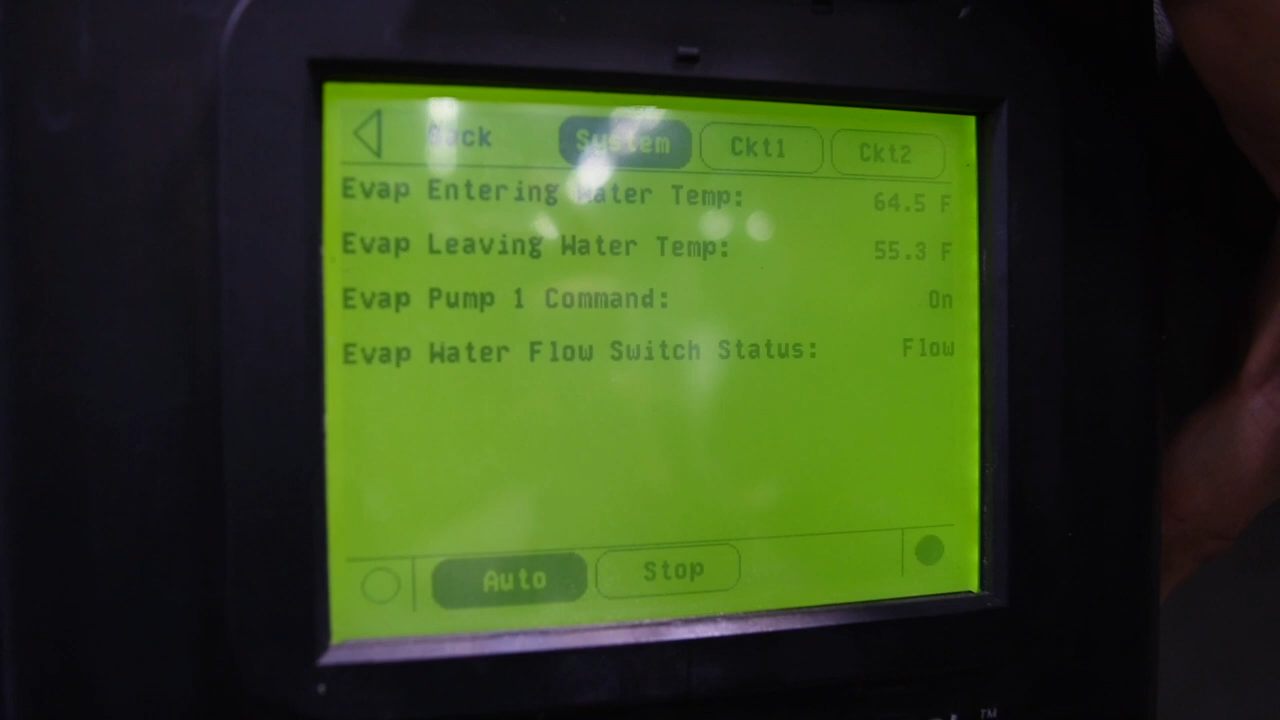 Back System Ckt1 Ckt2
Evap Entering Water Temp: 64.5 F
Evap Leaving Water Temp: 55.3 F
Evap Pump 1 Command: On
Evap Water Flow Switch Status: Flow
Auto Stop
TM